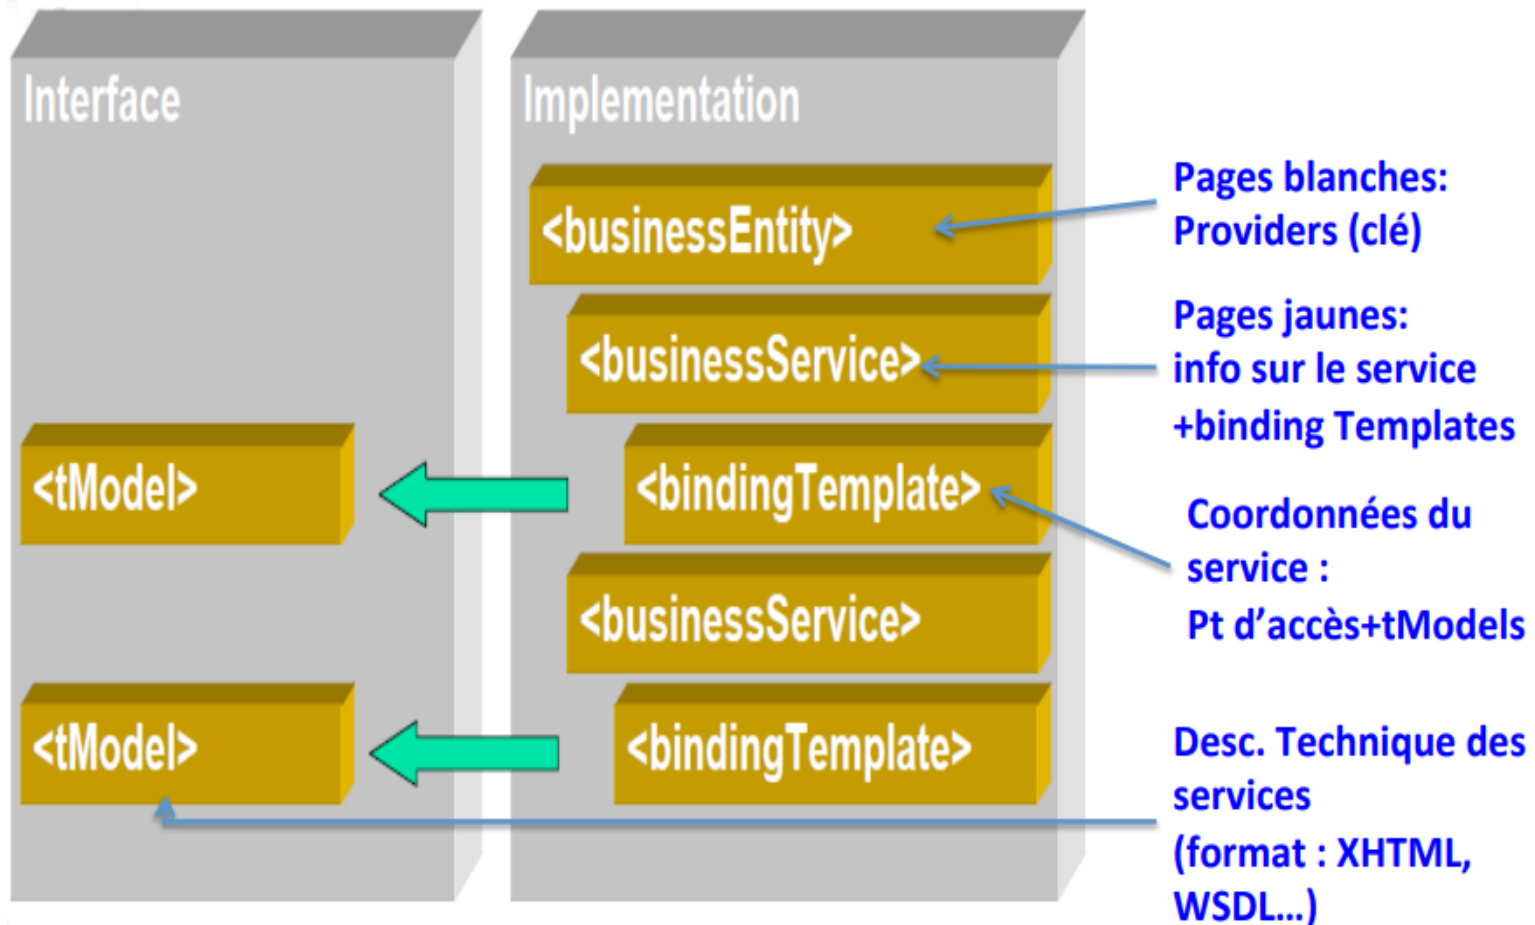 Interface
Implementation
<businessEntity>
<businessService>
<tModel>
<bindingTemplate>
<businessService>
<tModel>
<bindingTemplate>
Pages blanches:
Providers (clé)
Pages jaunes:
info sur le service
+binding Templates
Coordonnées du
service :
Pt d’accès+tModels
Desc. Technique des
services
(format : XHTML,
WSDL…)